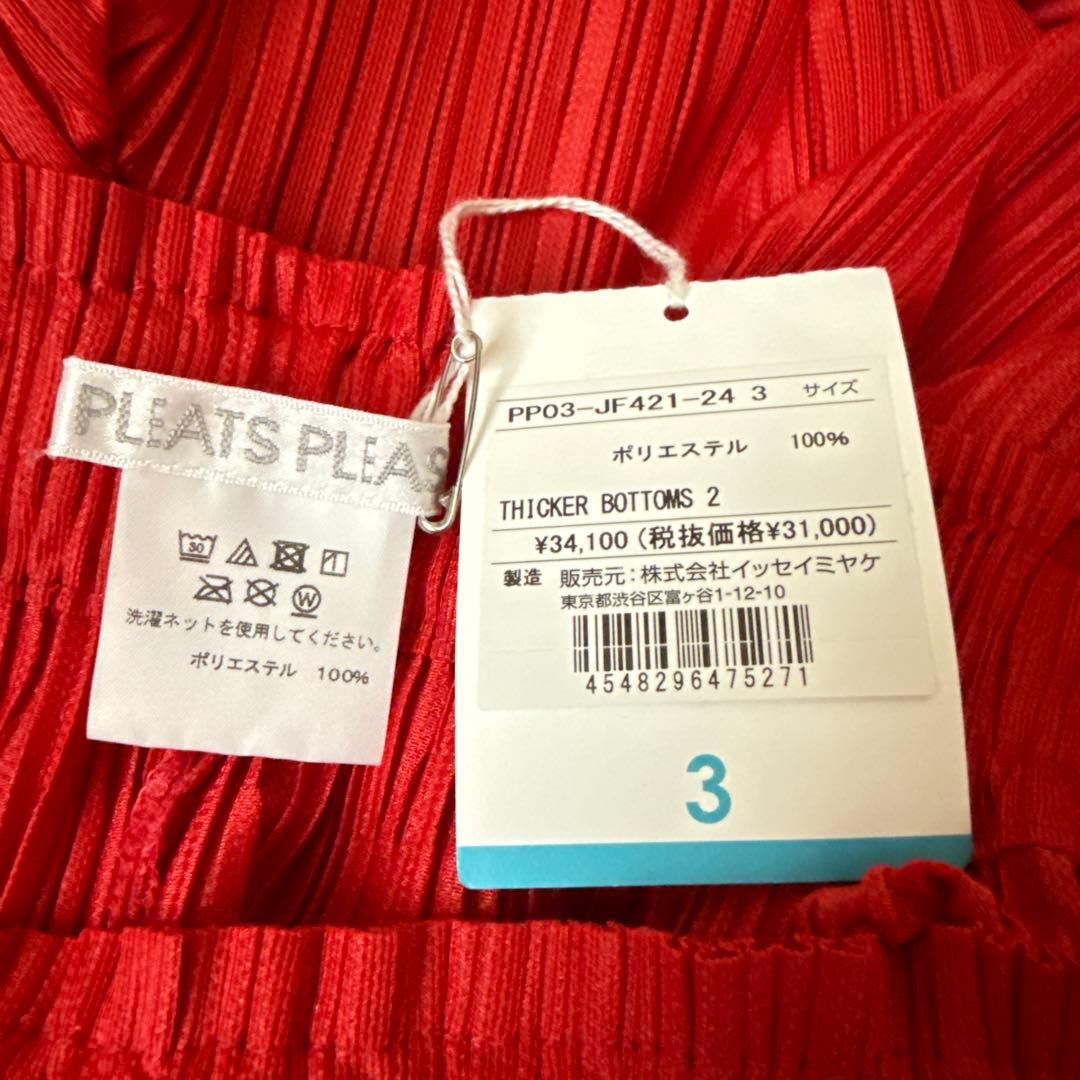 PLEATS PLEAS
30
W
洗濯ネットを使用してください。
ポリエステル 100%
PP03-JF421-24 3 サイズ
ポリエステル 100%
THICKER BOTTOMS 2
¥34,100(税抜価格¥31,000)
製造 販売元:株式会社イッセイミヤケ
東京都渋谷区富ヶ谷1-12-10
4548296475271
3